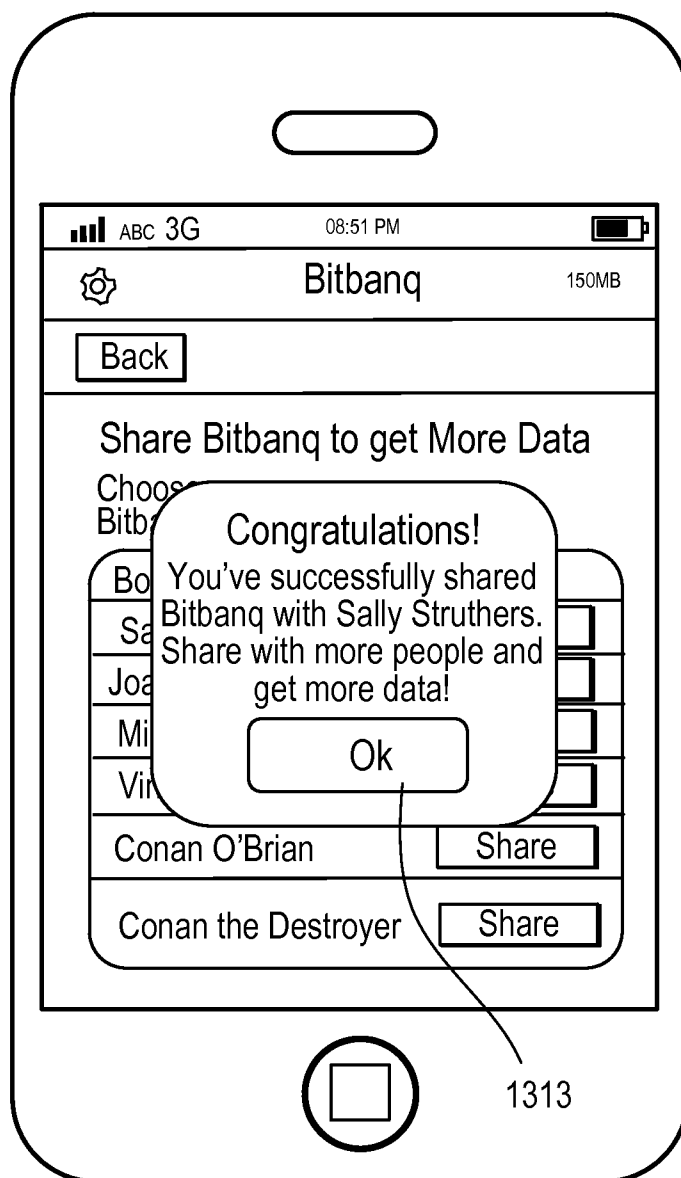 ABC 3G 08:51 PM
Bitbanq 150MB
Back
Share Bitbanq to get More Data
Congratulations!
You've successfully shared
Bitbanq with Sally Struthers.
Share with more people and
get more data!
Ok
Conan O'Brian Share
Conan the Destroyer Share
1313